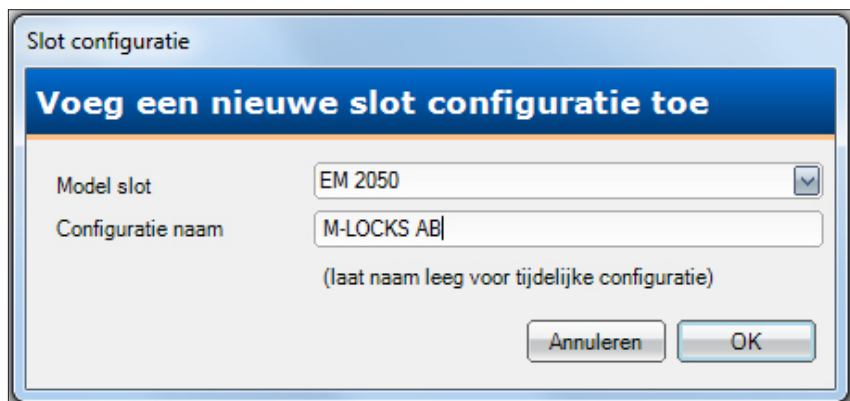 Slot configuratie
Voeg een nieuwe slot configuratie toe
Model slot EM 2050
Configuratie naam M-LOCKS AB
(laat naam leeg voor tijdelijke configuratie)
Annuleren OK